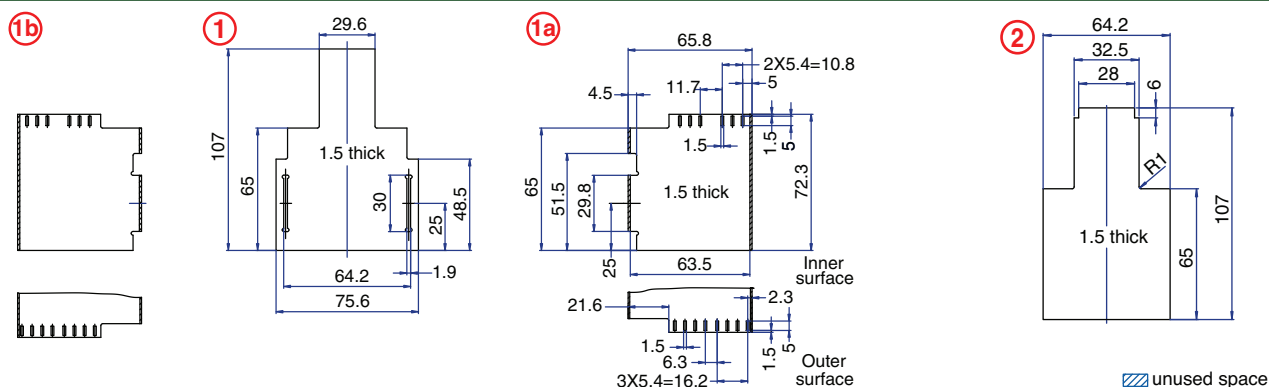 1b
1
29.6
107
65
1.5 thick
30
25
48.5
64.2
1.9
75.6
1a
65.8
2X5.4=10.8
5
11.7
4.5
1.5
1.5
5
65
51.5
29.8
25
1.5 thick
72.3
63.5
Inner
surface
21.6
2.3
1.5
6.3
3X5.4=16.2
1.5
5
Outer
surface
2
64.2
32.5
28
6
R1
107
65
1.5 thick
unused space